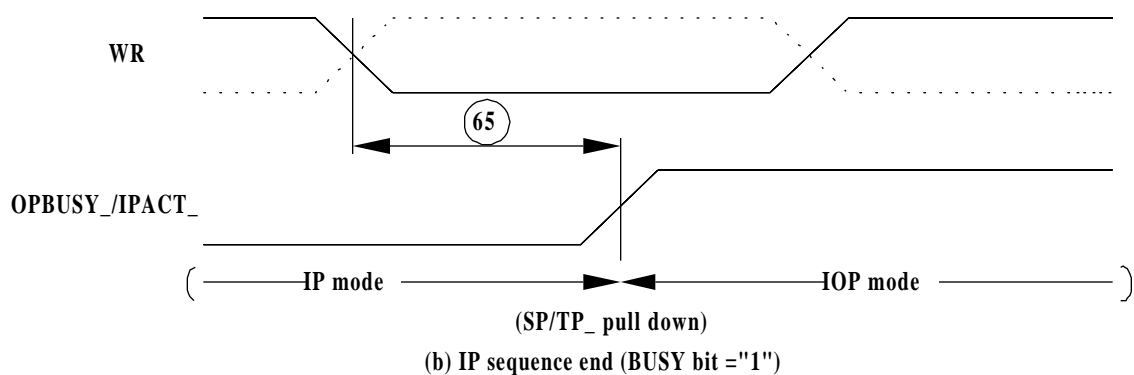 WR
65
OPBUSY_/IPACT_
( IP mode IOP mode )
(SP/TP_ pull down)
(b) IP sequence end (BUSY bit ="1")